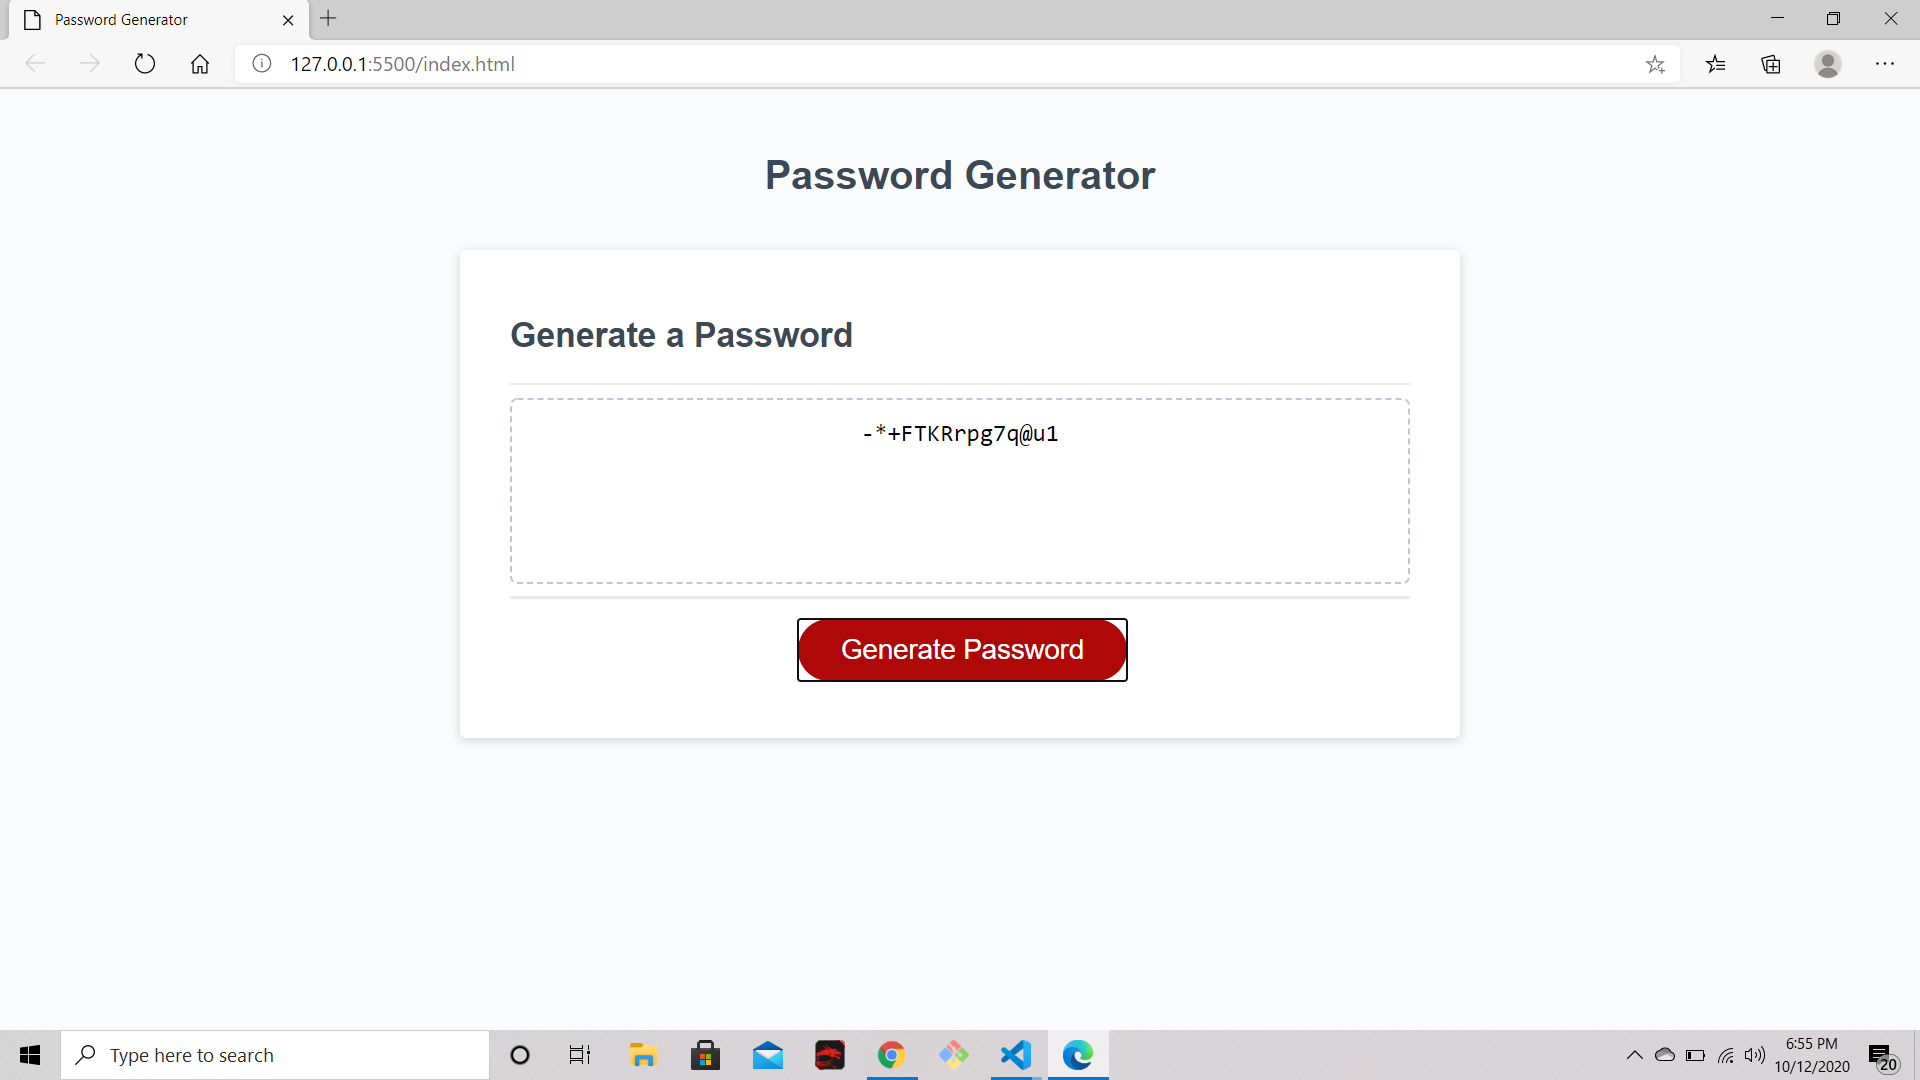 Password Generator
127.0.0.1:5500/index.html
Password Generator
Generate a Password
-*+FTKRrpg7q@u1
Generate Password
Type here to search
6:55 PM
10/12/2020
20